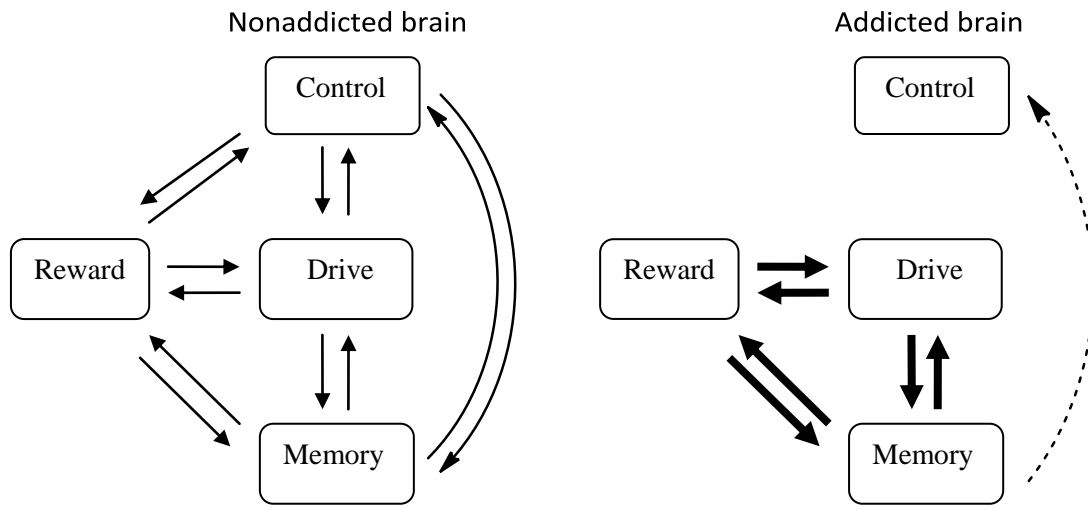 Nonaddicted brain
Control
Reward
Drive
Memory
Addicted brain
Control
Reward
Drive
Memory